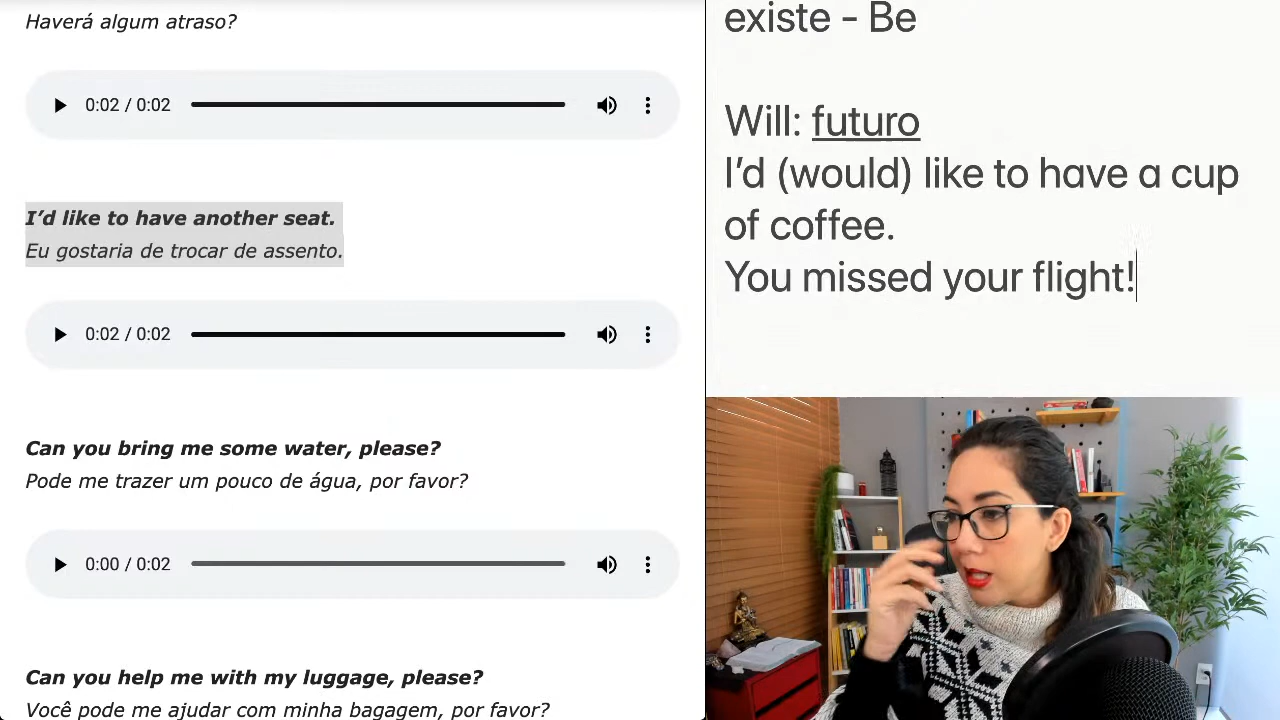 Haverá algum atraso?
0:02 / 0:02
I’d like to have another seat.
Eu gostaria de trocar de assento.
0:02 / 0:02
Can you bring me some water, please?
Pode me trazer um pouco de água, por favor?
0:00 / 0:02
Can you help me with my luggage, please?
Você pode me ajudar com minha bagagem, por favor?
existe - Be
Will: futuro
I’d (would) like to have a cup
of coffee.
You missed your flight!